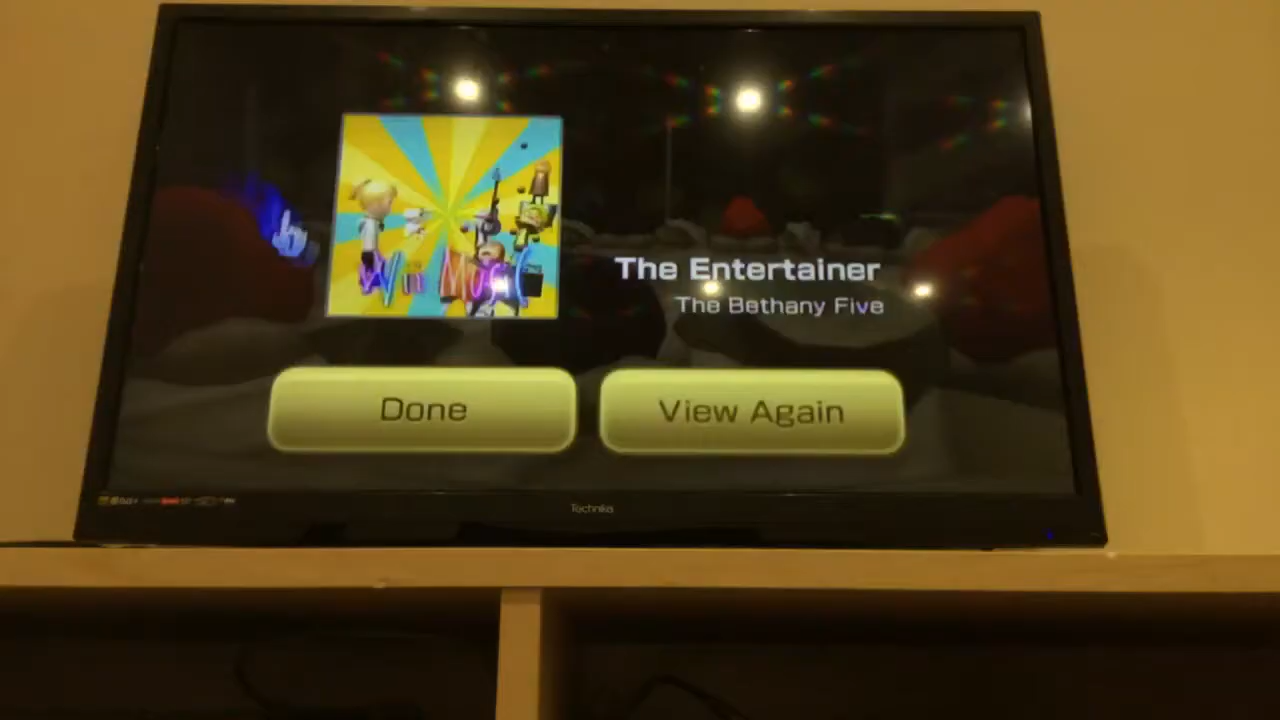 Wii Music
The Entertainer
The Bethany Five
Done
View Again
Technika